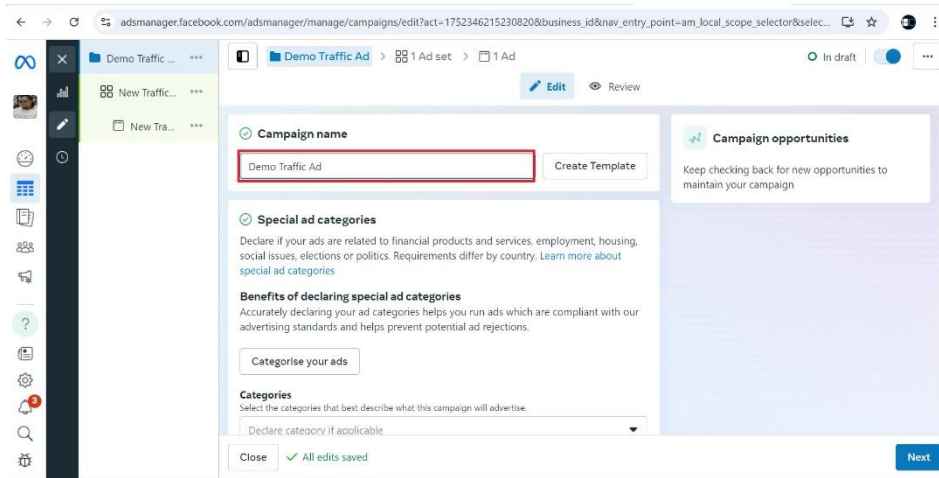 adsmanager.facebook.com/adsmanager/manage/campaigns/edit?act=1752346215230820&business_id&nav_entry_point=am_local_scope_selector&selec...
Demo Traffic ...
Demo Traffic Ad > 1 Ad set > 1 Ad
In draft
New Traffic...
Edit
Review
New Tra...
Campaign name
Demo Traffic Ad
Create Template
Campaign opportunities
Keep checking back for new opportunities to
maintain your campaign
Special ad categories
Declare if your ads are related to financial products and services, employment, housing,
social issues, elections or politics. Requirements differ by country. Learn more about
special ad categories
Benefits of declaring special ad categories
Accurately declaring your ad categories helps you run ads which are compliant with our
advertising standards and helps prevent potential ad rejections.
Categorise your ads
Categories
Select the categories that best describe what this campaign will advertise.
Declare category if applicable
3
Close
All edits saved
Next